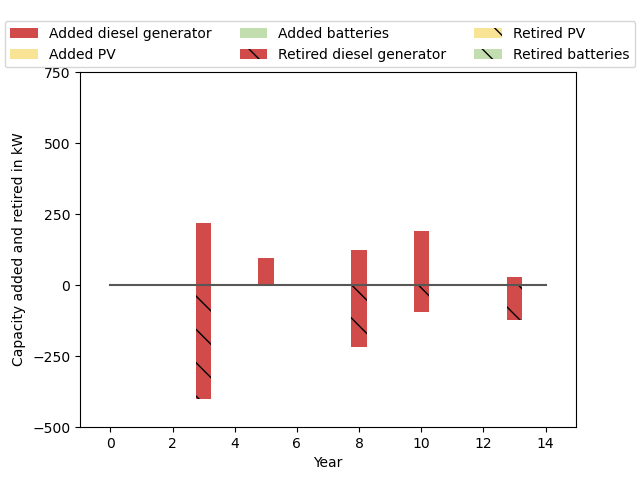 Added diesel generator
Added PV
Added batteries
Retired diesel generator
Retired PV
Retired batteries
750
500
250
0
−250
−500
Capacity added and retired in kW
0 2 4 6 8 10 12 14
Year